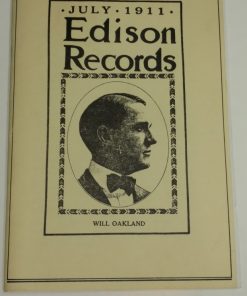 · JULY · 1911 ·
Edison
Records
WILL OAKLAND